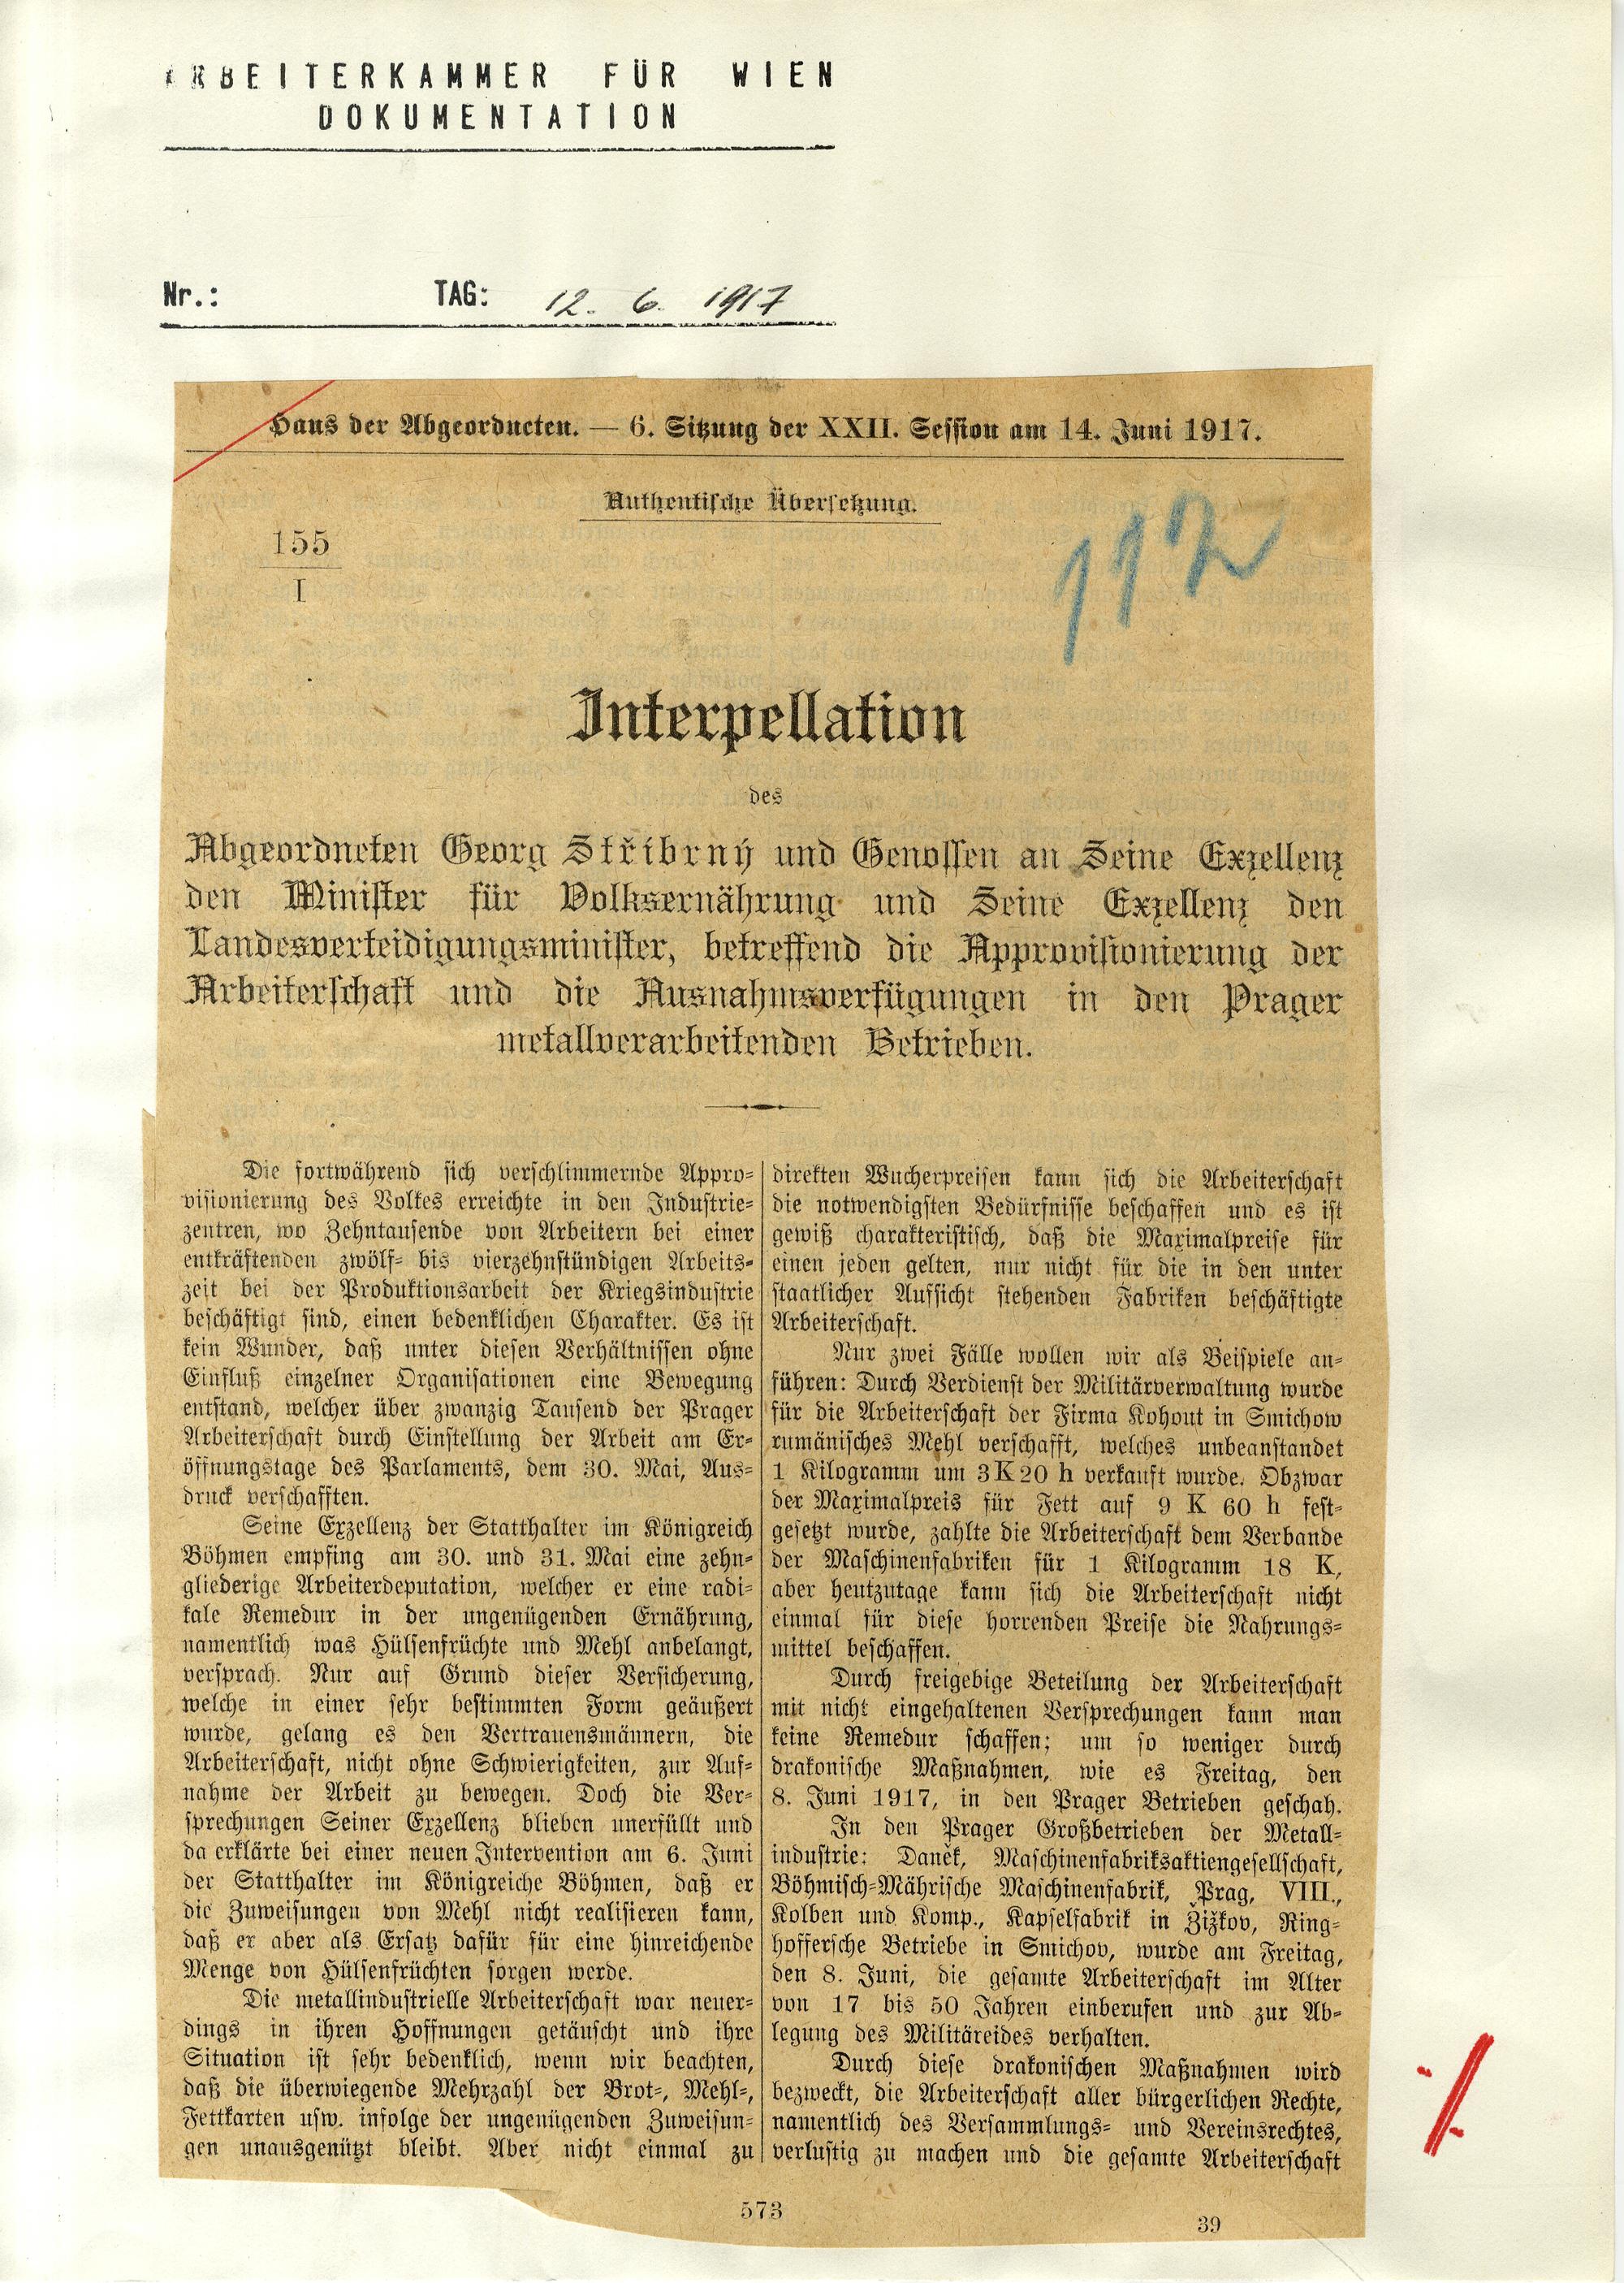 ARBEITERKAMMER FÜR WIEN
DOKUMENTATION
Nr.: TAG: 12. 6. 1917
Haus der Abgeordneten. — 6. Sitzung der XXII. Session am 14. Juni 1917.
Authentische Übersetzung.
155
I
112
Interpellation
des
Abgeordneten Georg Stříbrný und Genossen an Seine Exzellenz
den Minister für Volksernährung und Seine Exzellenz den
Landesverteidigungsminister, betreffend die Approvisionierung der
Arbeiterschaft und die Ausnahmsverfügungen in den Prager
metallverarbeitenden Betrieben.
Die fortwährend sich verschlimmernde Appro-
visionierung des Volkes erreichte in den Industrie-
zentren, wo Zehntausende von Arbeitern bei einer
entkräftenden zwölf- bis vierzehnstündigen Arbeits-
zeit bei der Produktionsarbeit der Kriegsindustrie
beschäftigt sind, einen bedenklichen Charakter. Es ist
kein Wunder, daß unter diesen Verhältnissen ohne
Einfluß einzelner Organisationen eine Bewegung
entstand, welcher über zwanzig Tausend der Prager
Arbeiterschaft durch Einstellung der Arbeit am Er-
öffnungstage des Parlaments, dem 30. Mai, Aus-
druck verschafften.
Seine Exzellenz der Statthalter im Königreich
Böhmen empfing am 30. und 31. Mai eine zehn-
gliederige Arbeiterdeputation, welcher er eine radi-
kale Remedur in der ungenügenden Ernährung,
namentlich was Hülsenfrüchte und Mehl anbelangt,
versprach. Nur auf Grund dieser Versicherung,
welche in einer sehr bestimmten Form geäußert
wurde, gelang es den Vertrauensmännern, die
Arbeiterschaft, nicht ohne Schwierigkeiten, zur Auf-
nahme der Arbeit zu bewegen. Doch die Ver-
sprechungen Seiner Exzellenz blieben unerfüllt und
da erklärte bei einer neuen Intervention am 6. Juni
der Statthalter im Königreiche Böhmen, daß er
die Zuweisungen von Mehl nicht realisieren kann,
daß er aber als Ersatz dafür für eine hinreichende
Menge von Hülsenfrüchten sorgen werde.
Die metallindustrielle Arbeiterschaft war neuer-
dings in ihren Hoffnungen getäuscht und ihre
Situation ist sehr bedenklich, wenn wir beachten,
daß die überwiegende Mehrzahl der Brot-, Mehl-,
Fettkarten usw. infolge der ungenügenden Zuweisun-
gen unausgenützt bleibt. Aber nicht einmal zu
direkten Wucherpreisen kann sich die Arbeiterschaft
die notwendigsten Bedürfnisse beschaffen und es ist
gewiß charakteristisch, daß die Maximalpreise für
einen jeden gelten, nur nicht für die in den unter
staatlicher Aufsicht stehenden Fabriken beschäftigte
Arbeiterschaft.
Nur zwei Fälle wollen wir als Beispiele an-
führen: Durch Verdienst der Militärverwaltung wurde
für die Arbeiterschaft der Firma Kohout in Smichow
rumänisches Mehl verschafft, welches unbeanstandet
1 Kilogramm um 3 K 20 h verkauft wurde. Obzwar
der Maximalpreis für Fett auf 9 K 60 h fest-
gesetzt wurde, zahlte die Arbeiterschaft dem Verbande
der Maschinenfabriken für 1 Kilogramm 18 K,
aber heutzutage kann sich die Arbeiterschaft nicht
einmal für diese horrenden Preise die Nahrungs-
mittel beschaffen.
Durch freigebige Beteilung der Arbeiterschaft
mit nicht eingehaltenen Versprechungen kann man
keine Remedur schaffen; um so weniger durch
drakonische Maßnahmen, wie es Freitag, den
8. Juni 1917, in den Prager Betrieben geschah.
In den Prager Großbetrieben der Metall-
industrie: Daněk, Maschinenfabriksaktiengesellschaft,
Böhmisch-Mährische Maschinenfabrik, Prag, VIII.,
Kolben und Komp., Kapselfabrik in Žižkov, Ring-
hoffersche Betriebe in Smichov, wurde am Freitag,
den 8. Juni, die gesamte Arbeiterschaft im Alter
von 17 bis 50 Jahren einberufen und zur Ab-
legung des Militäreides verhalten.
Durch diese drakonischen Maßnahmen wird
bezweckt, die Arbeiterschaft aller bürgerlichen Rechte,
namentlich des Versammlungs- und Vereinsrechtes,
verlustig zu machen und die gesamte Arbeiterschaft
573
39